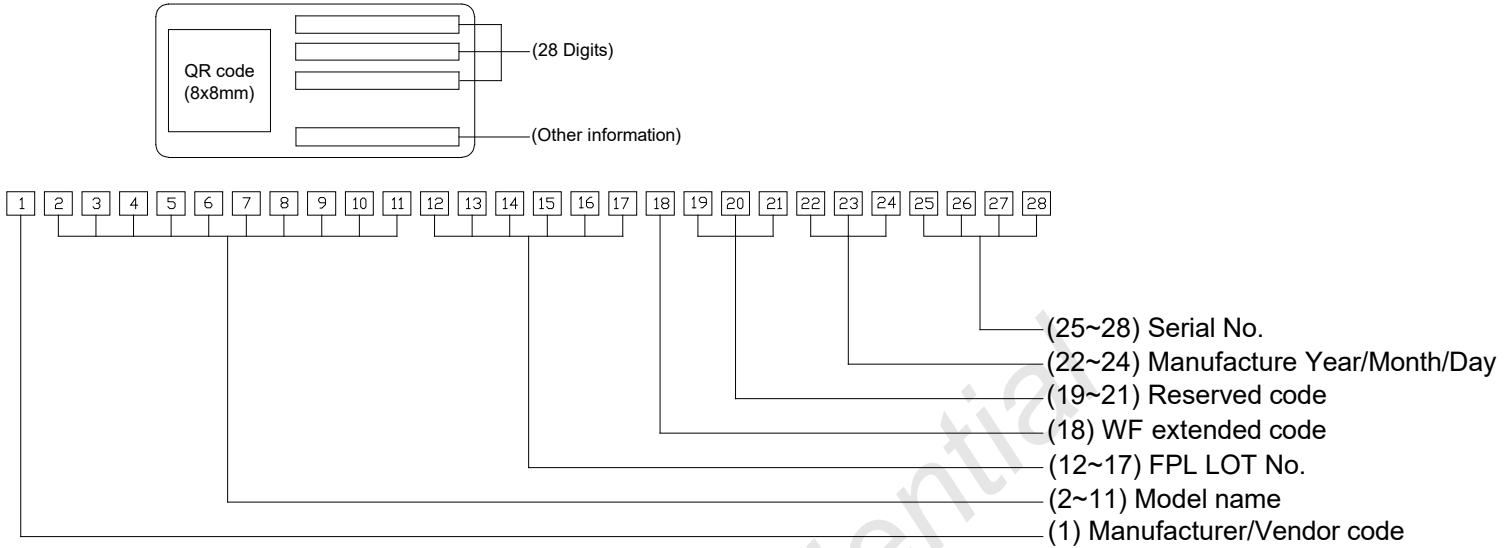 QR code
(8x8mm)
(28 Digits)
(Other information)
1 2 3 4 5 6 7 8 9 10 11 12 13 14 15 16 17 18 19 20 21 22 23 24 25 26 27 28
(25~28) Serial No.
(22~24) Manufacture Year/Month/Day
(19~21) Reserved code
(18) WF extended code
(12~17) FPL LOT No.
(2~11) Model name
(1) Manufacturer/Vendor code